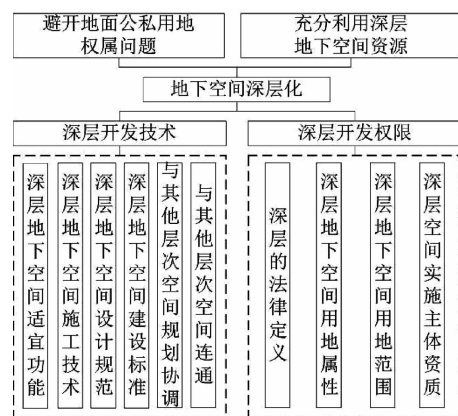 避开地面公私用地
权属问题
充分利用深层
地下空间资源
地下空间深层化
深层开发技术
深层开发权限
深层地下空间适宜功能
深层地下空间施工技术
深层地下空间设计规范
深层地下空间建设标准
与其他层次空间规划协调
与其他层次空间连通
深层的法律定义
深层地下空间用地属性
深层地下空间用地范围
深层空间实施主体资质